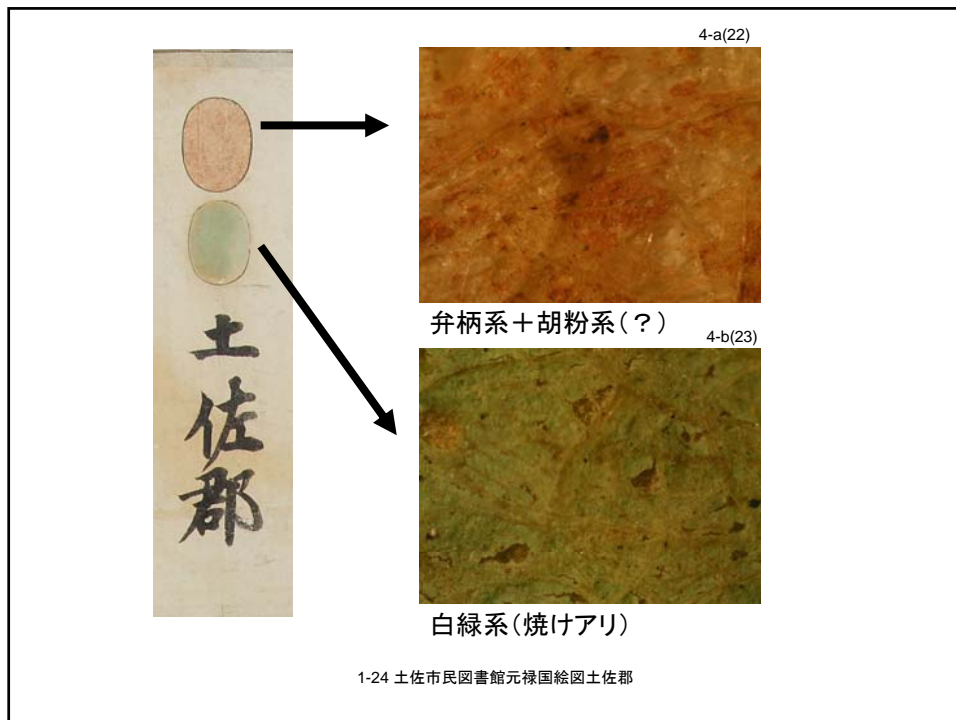 4-a(22)
土佐郡
弁柄系+胡粉系(?)
4-b(23)
白緑系(焼けアリ)
1-24 土佐市民図書館元禄国絵図土佐郡